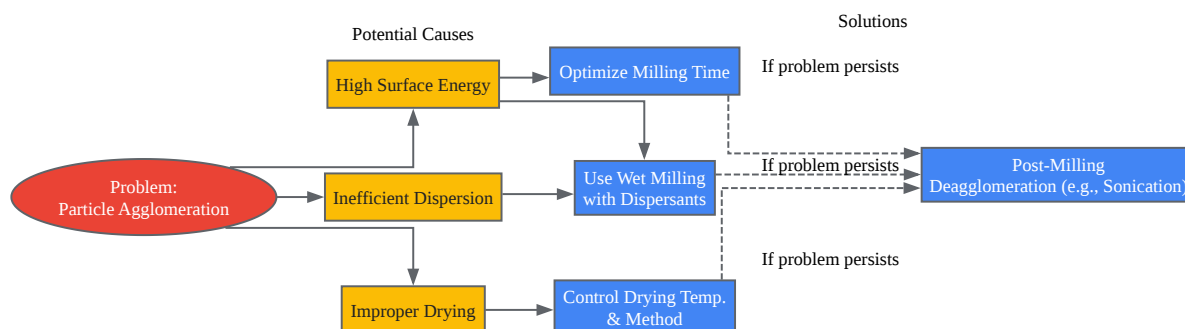 Solutions
Potential Causes
High Surface Energy
Optimize Milling Time
If problem persists
Problem:
Particle Agglomeration
Inefficient Dispersion
Use Wet Milling
with Dispersants
If problem persists
Post-Milling
Deagglomeration (e.g., Sonication)
If problem persists
Improper Drying
Control Drying Temp.
& Method